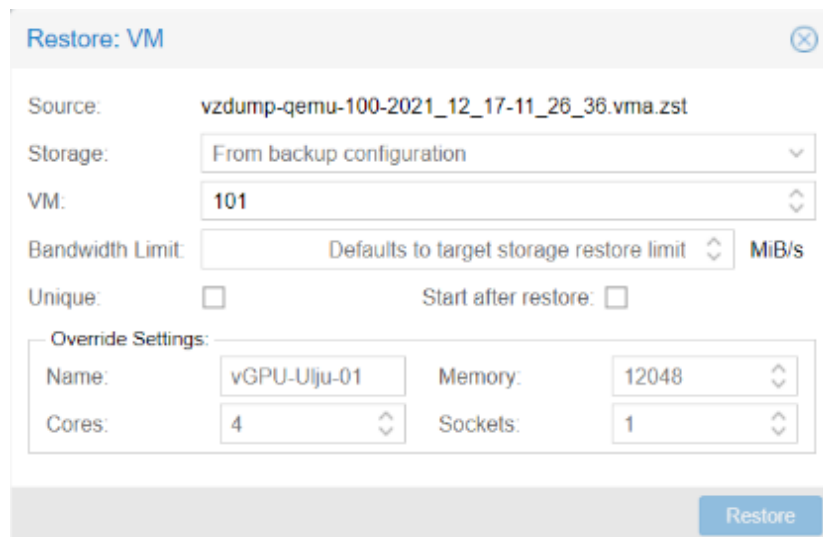 Restore: VM
Source: vzdump-qemu-100-2021_12_17-11_26_36.vma.zst
Storage: From backup configuration
VM: 101
Bandwidth Limit: Defaults to target storage restore limit MiB/s
Unique: Start after restore:
Override Settings:
Name: vGPU-Ulju-01 Memory: 12048
Cores: 4 Sockets: 1
Restore